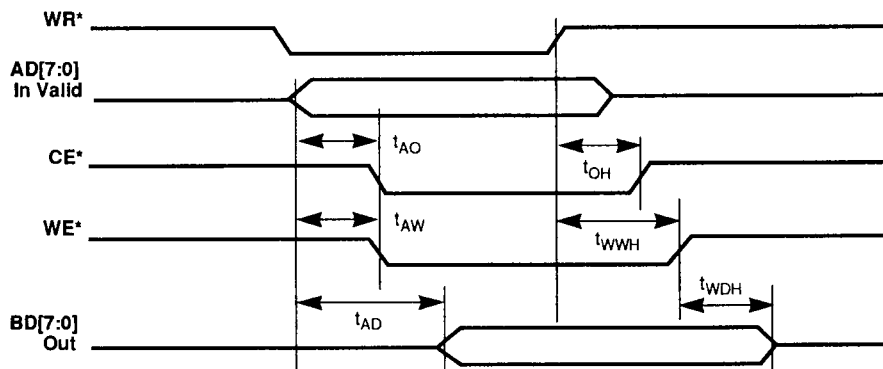 WR*
AD[7:0]
In Valid
tAO
CE*
tOH
tAW
WE*
tWWH
tWDH
tAD
BD[7:0]
Out